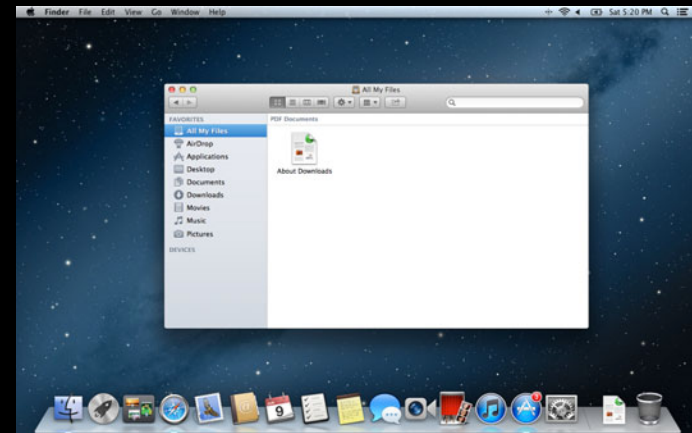 Finder File Edit View Go Window Help
Sat 5:20 PM
All My Files
FAVORITES
All My Files
AirDrop
Applications
Desktop
Documents
Downloads
Movies
Music
Pictures
DEVICES
PDF Documents
About Downloads
9